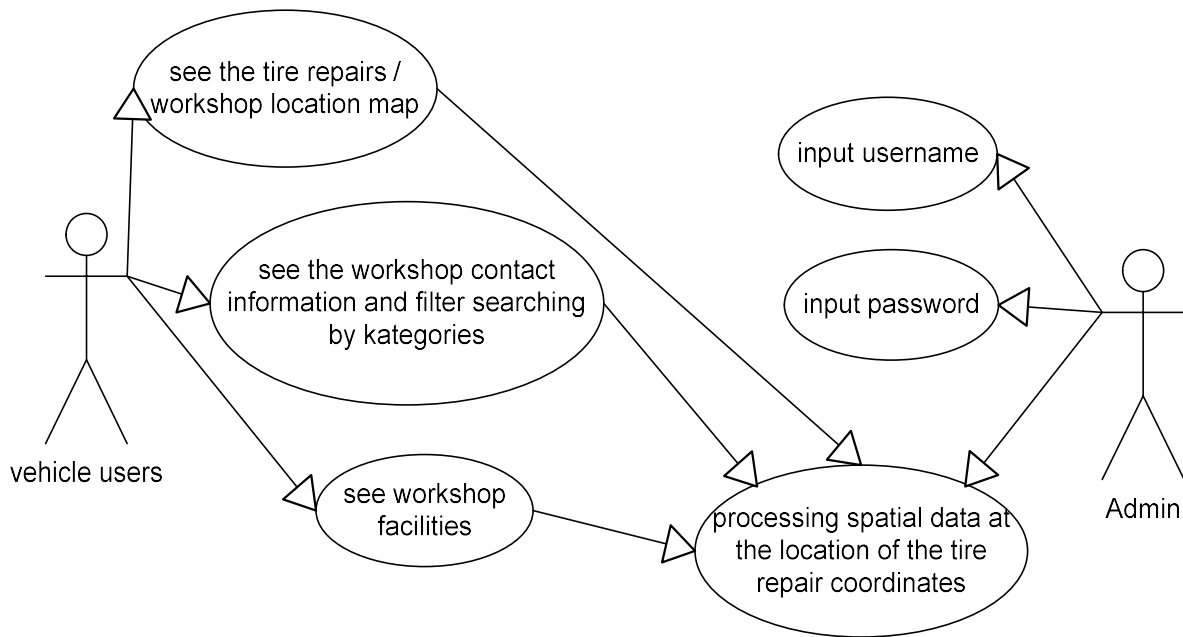 see the tire repairs /
workshop location map
input username
see the workshop contact
information and filter searching
by kategories
input password
vehicle users
see workshop
facilities
processing spatial data at
the location of the tire
repair coordinates
Admin